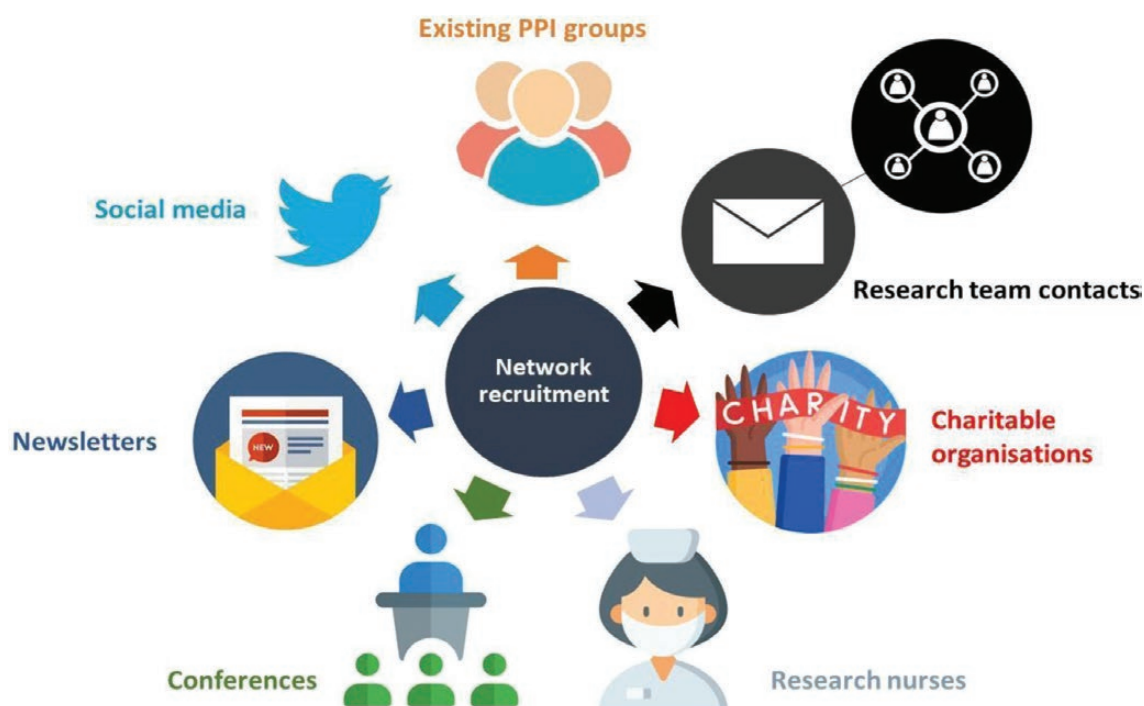 Existing PPI groups
Social media
Research team contacts
Network
recruitment
CHARITY
Charitable
organisations
Newsletters
NEW
Conferences
Research nurses